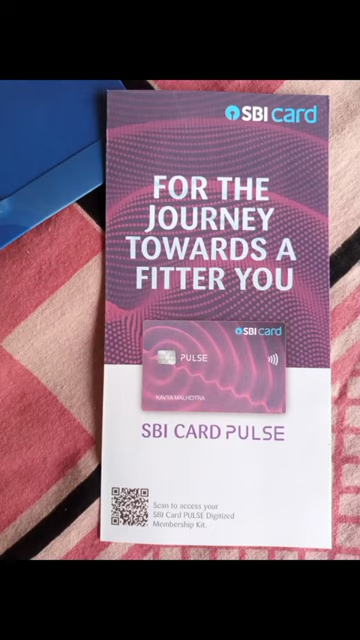 SBI card
FOR THE
JOURNEY
TOWARDS A
FITTER YOU
SBI card
PULSE
KAVITA MALHOTRA
SBI CARD PULSE
Scan to access your
SBI Card PULSE Digitized
Membership Kit.